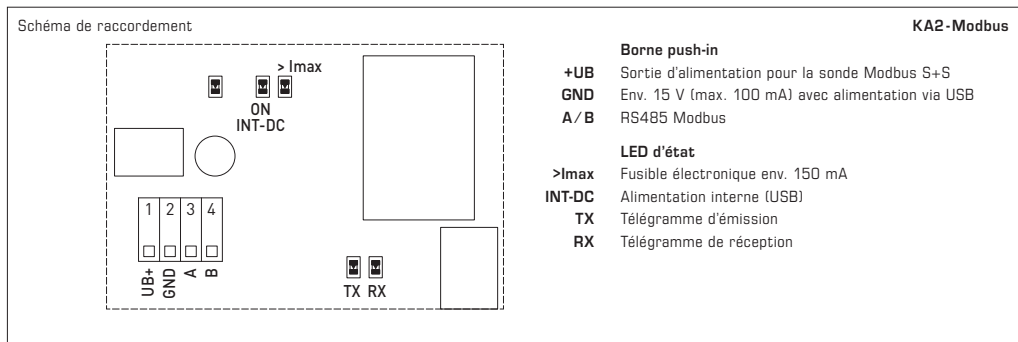 Schéma de raccordement
KA2-Modbus
> Imax
ON
INT-DC
1 2 3 4
UB+
GND
A
B
TX RX
Borne push-in
+UB Sortie d'alimentation pour la sonde Modbus S+S
GND Env. 15 V (max. 100 mA) avec alimentation via USB
A / B RS485 Modbus
LED d'état
>Imax Fusible électronique env. 150 mA
INT-DC Alimentation interne (USB)
TX Télégramme d'émission
RX Télégramme de réception